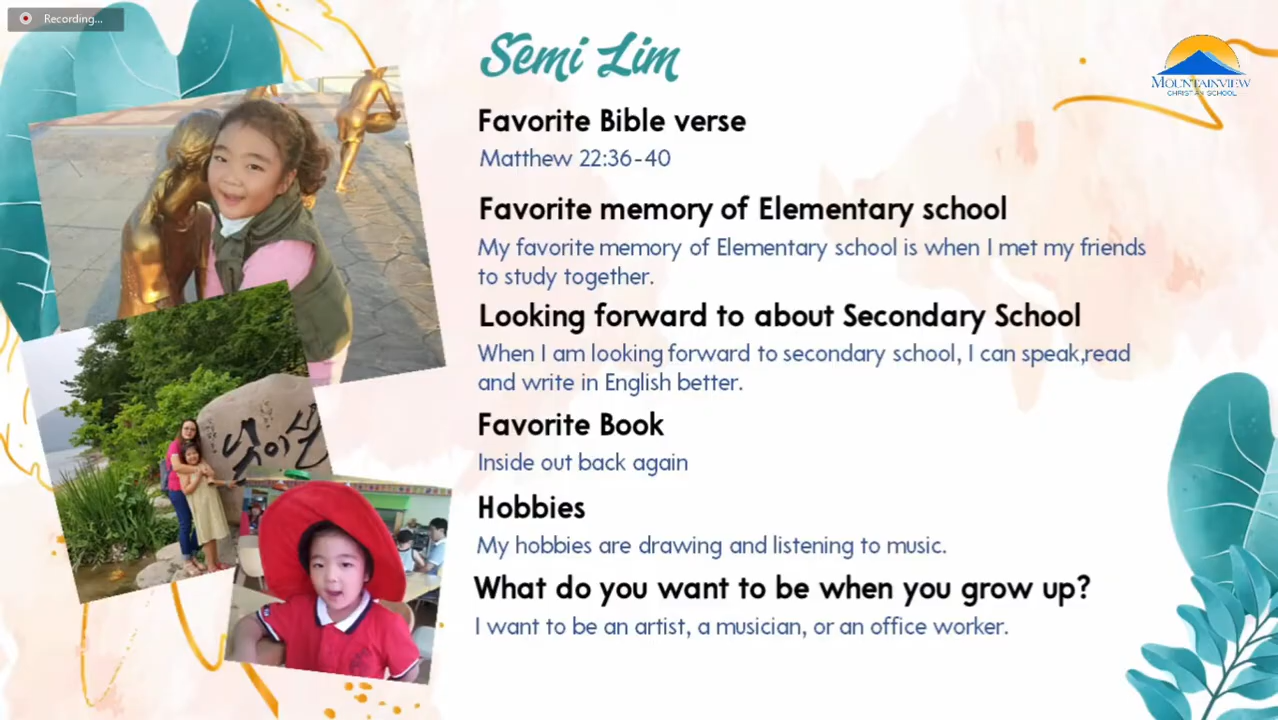 Recording...
Semi Lim
MOUNTAINVIEW
CHRISTIAN SCHOOL
Favorite Bible verse
Matthew 22:36-40
Favorite memory of Elementary school
My favorite memory of Elementary school is when I met my friends
to study together.
Looking forward to about Secondary School
When I am looking forward to secondary school, I can speak,read
and write in English better.
Favorite Book
Inside out back again
Hobbies
My hobbies are drawing and listening to music.
What do you want to be when you grow up?
I want to be an artist, a musician, or an office worker.